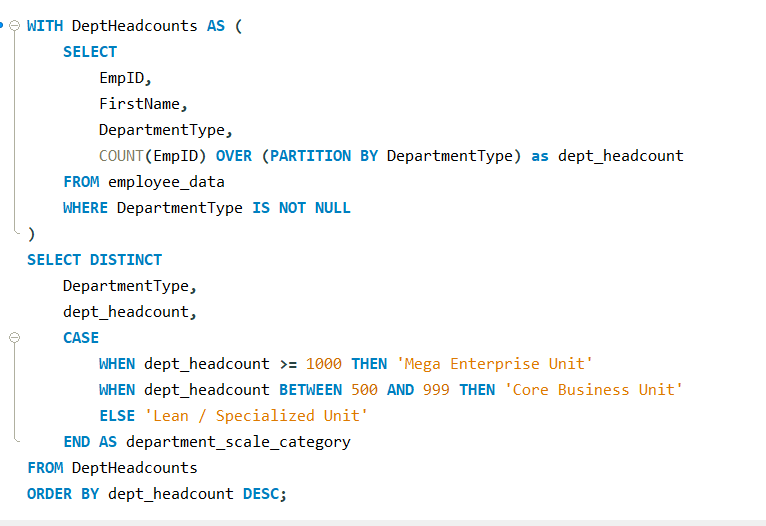 WITH DeptHeadcounts AS (
    SELECT
        EmpID,
        FirstName,
        DepartmentType,
        COUNT(EmpID) OVER (PARTITION BY DepartmentType) as dept_headcount
    FROM employee_data
    WHERE DepartmentType IS NOT NULL
)
SELECT DISTINCT
    DepartmentType,
    dept_headcount,
    CASE
        WHEN dept_headcount >= 1000 THEN 'Mega Enterprise Unit'
        WHEN dept_headcount BETWEEN 500 AND 999 THEN 'Core Business Unit'
        ELSE 'Lean / Specialized Unit'
    END AS department_scale_category
FROM DeptHeadcounts
ORDER BY dept_headcount DESC;